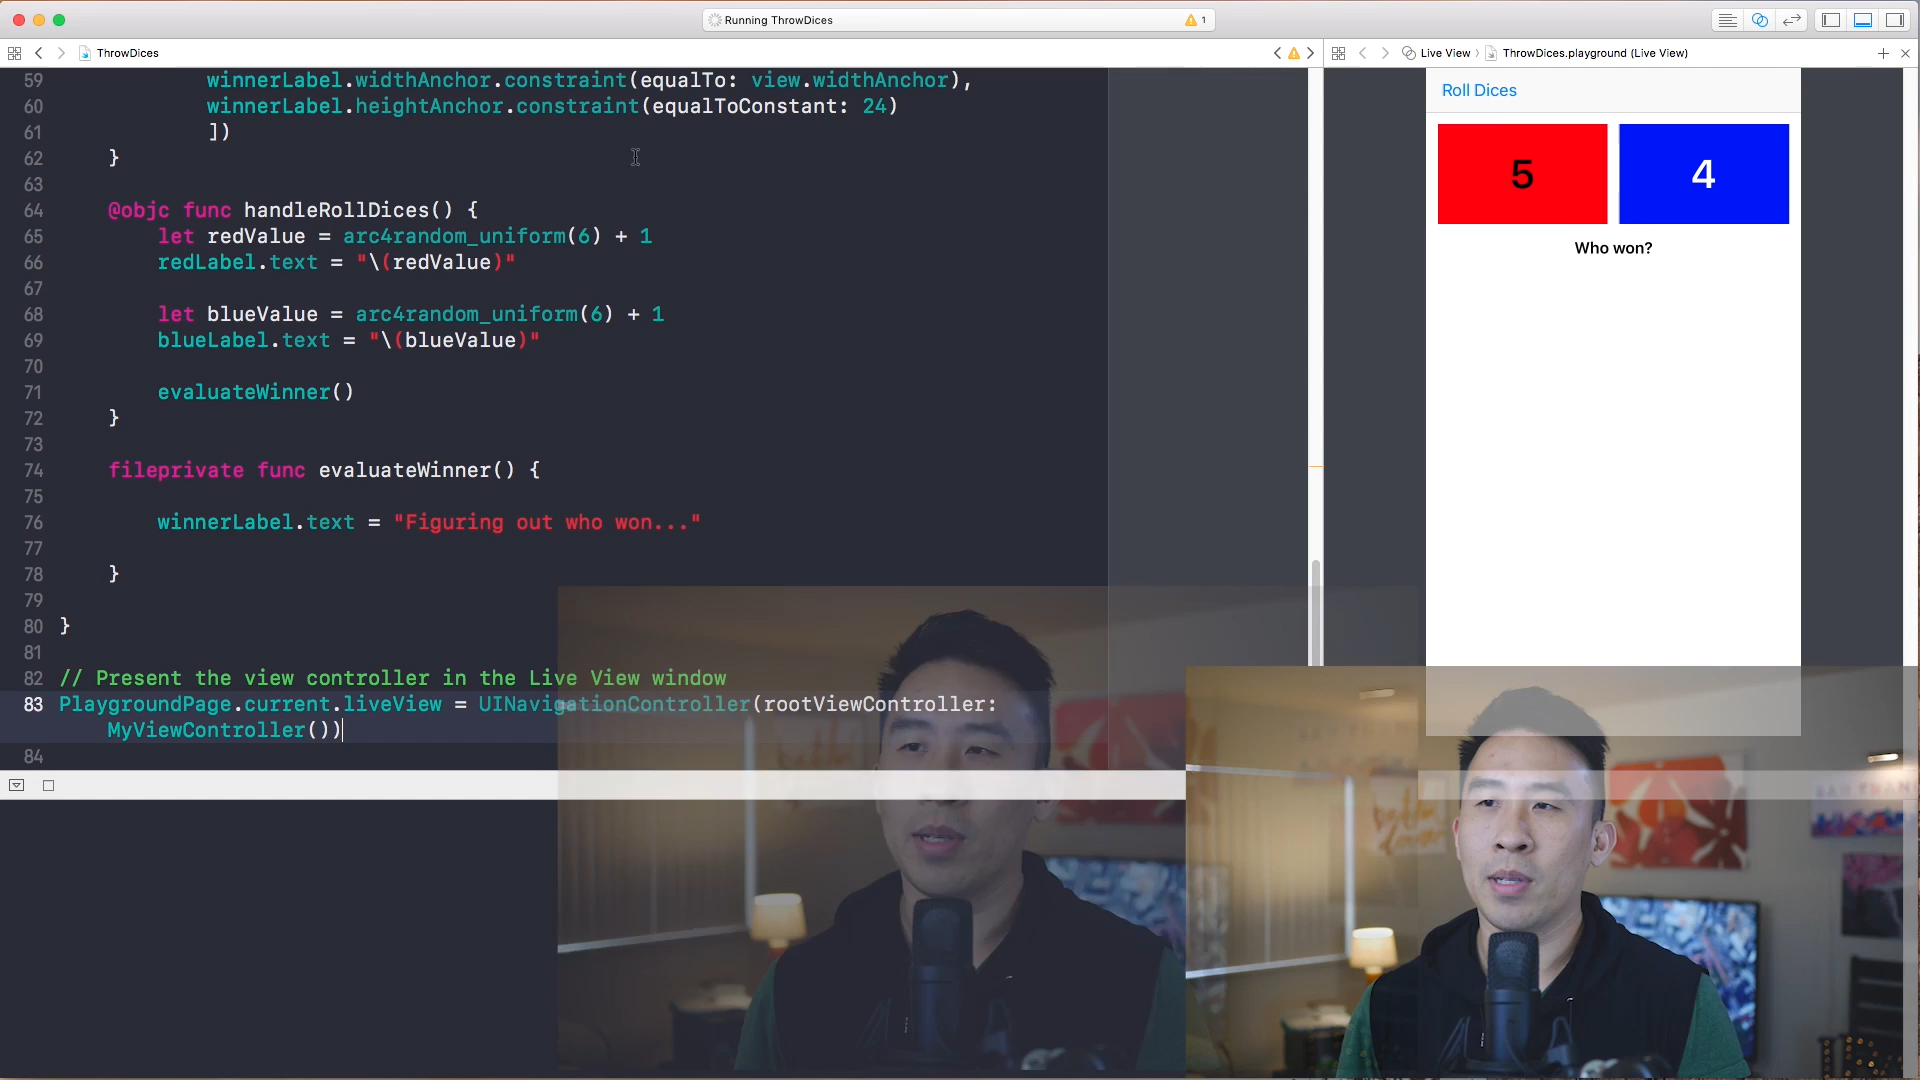 Running ThrowDices
1
ThrowDices
Live View
ThrowDices.playground (Live View)
59 winnerLabel.widthAnchor.constraint(equalTo: view.widthAnchor),
60 winnerLabel.heightAnchor.constraint(equalToConstant: 24)
61 ])
62 }
63
64 @objc func handleRollDices() {
65 let redValue = arc4random_uniform(6) + 1
66 redLabel.text = "\(redValue)"
67
68 let blueValue = arc4random_uniform(6) + 1
69 blueLabel.text = "\(blueValue)"
70
71 evaluateWinner()
72 }
73
74 fileprivate func evaluateWinner() {
75
76 winnerLabel.text = "Figuring out who won..."
77
78 }
79
80 }
81
82 // Present the view controller in the Live View window
83 PlaygroundPage.current.liveView = UINavigationController(rootViewController:
MyViewController())
84
Roll Dices
5
4
Who won?